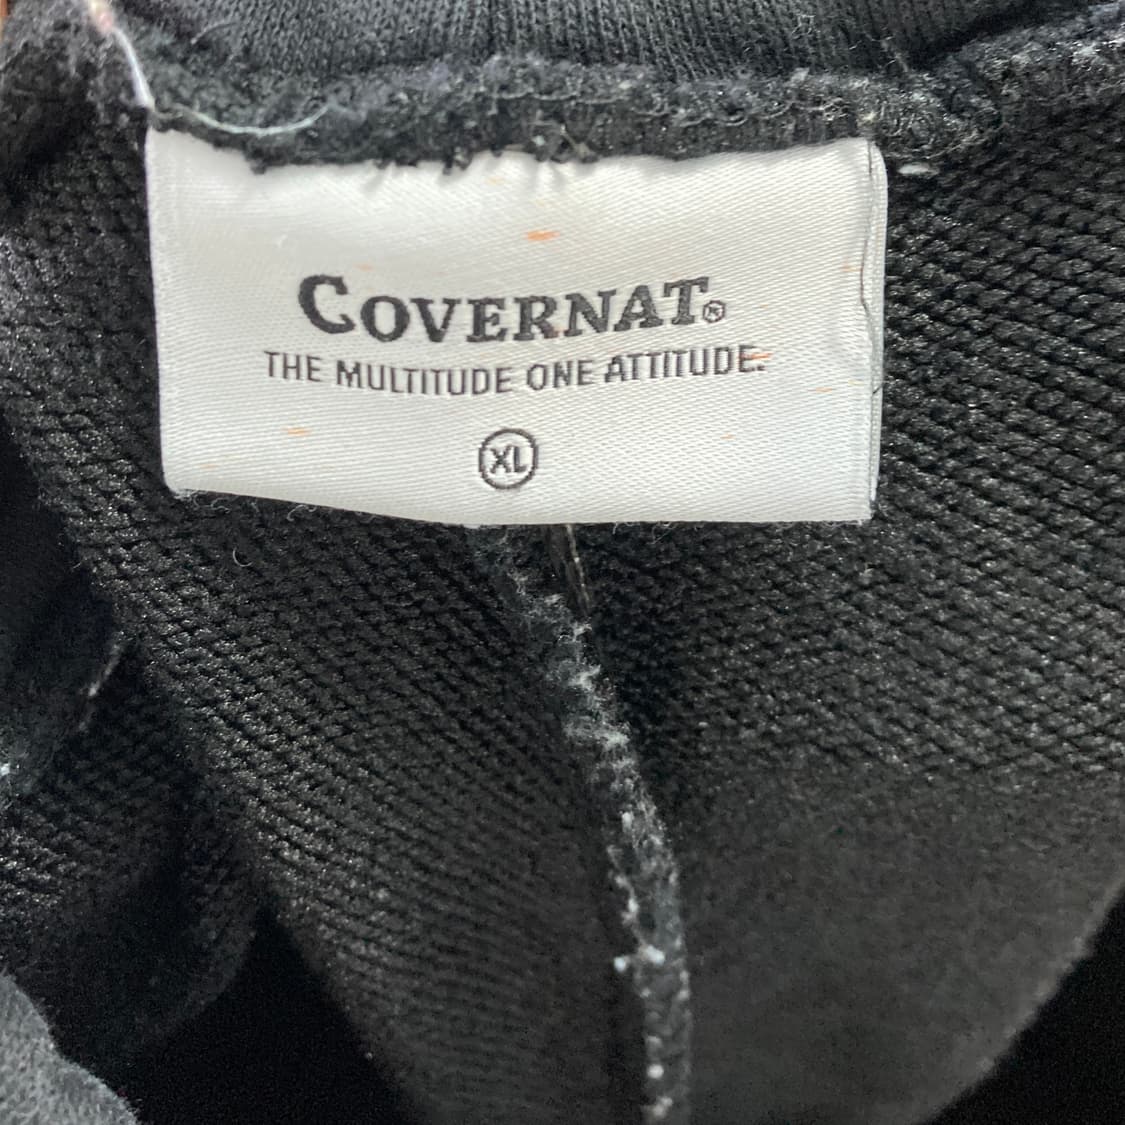 COVERNAT®
THE MULTITUDE ONE ATTITUDE.
XL